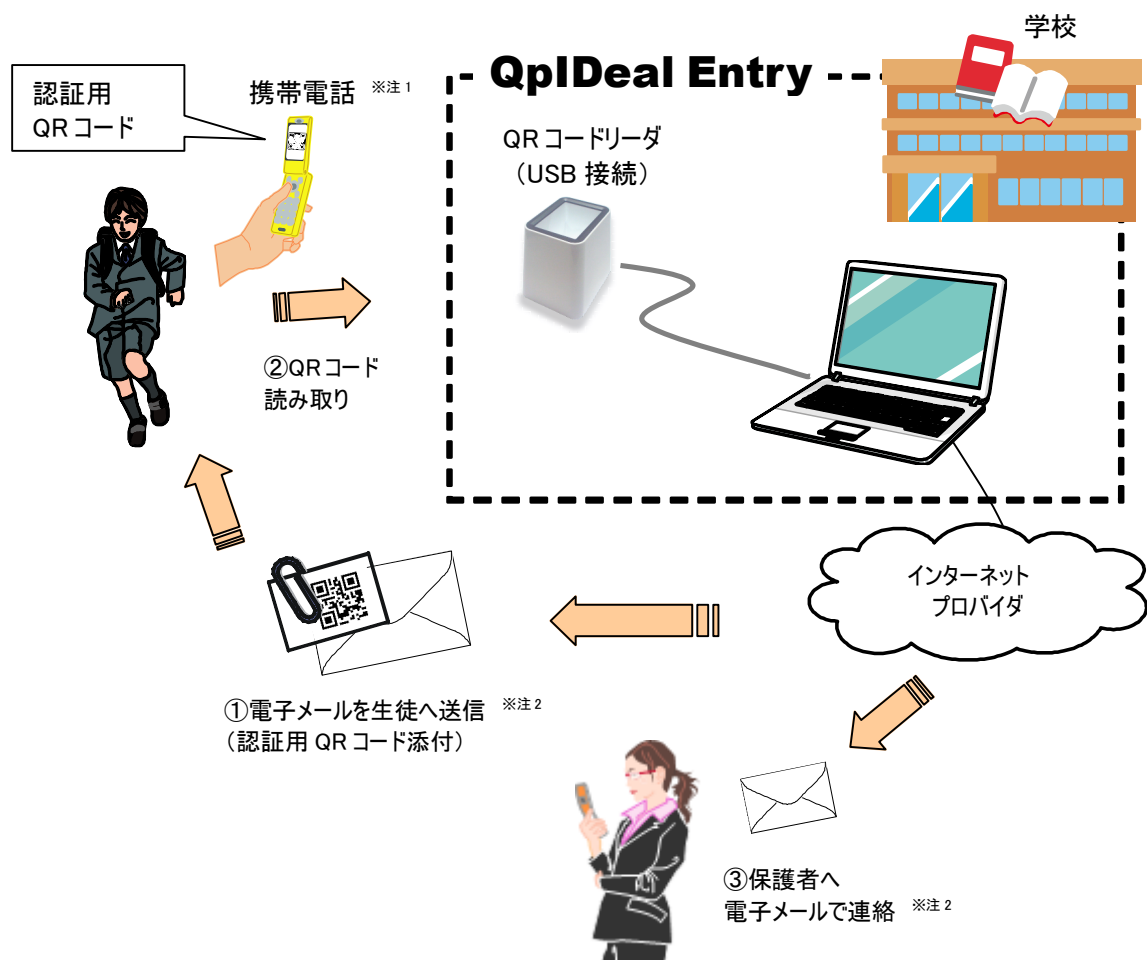 学校
QpIDeal Entry
認証用
QRコード
携帯電話 ※注1
QRコードリーダ
（USB 接続）
②QRコード
読み取り
インターネット
プロバイダ
①電子メールを生徒へ送信 ※注2
（認証用 QRコード添付）
③保護者へ
電子メールで連絡 ※注2